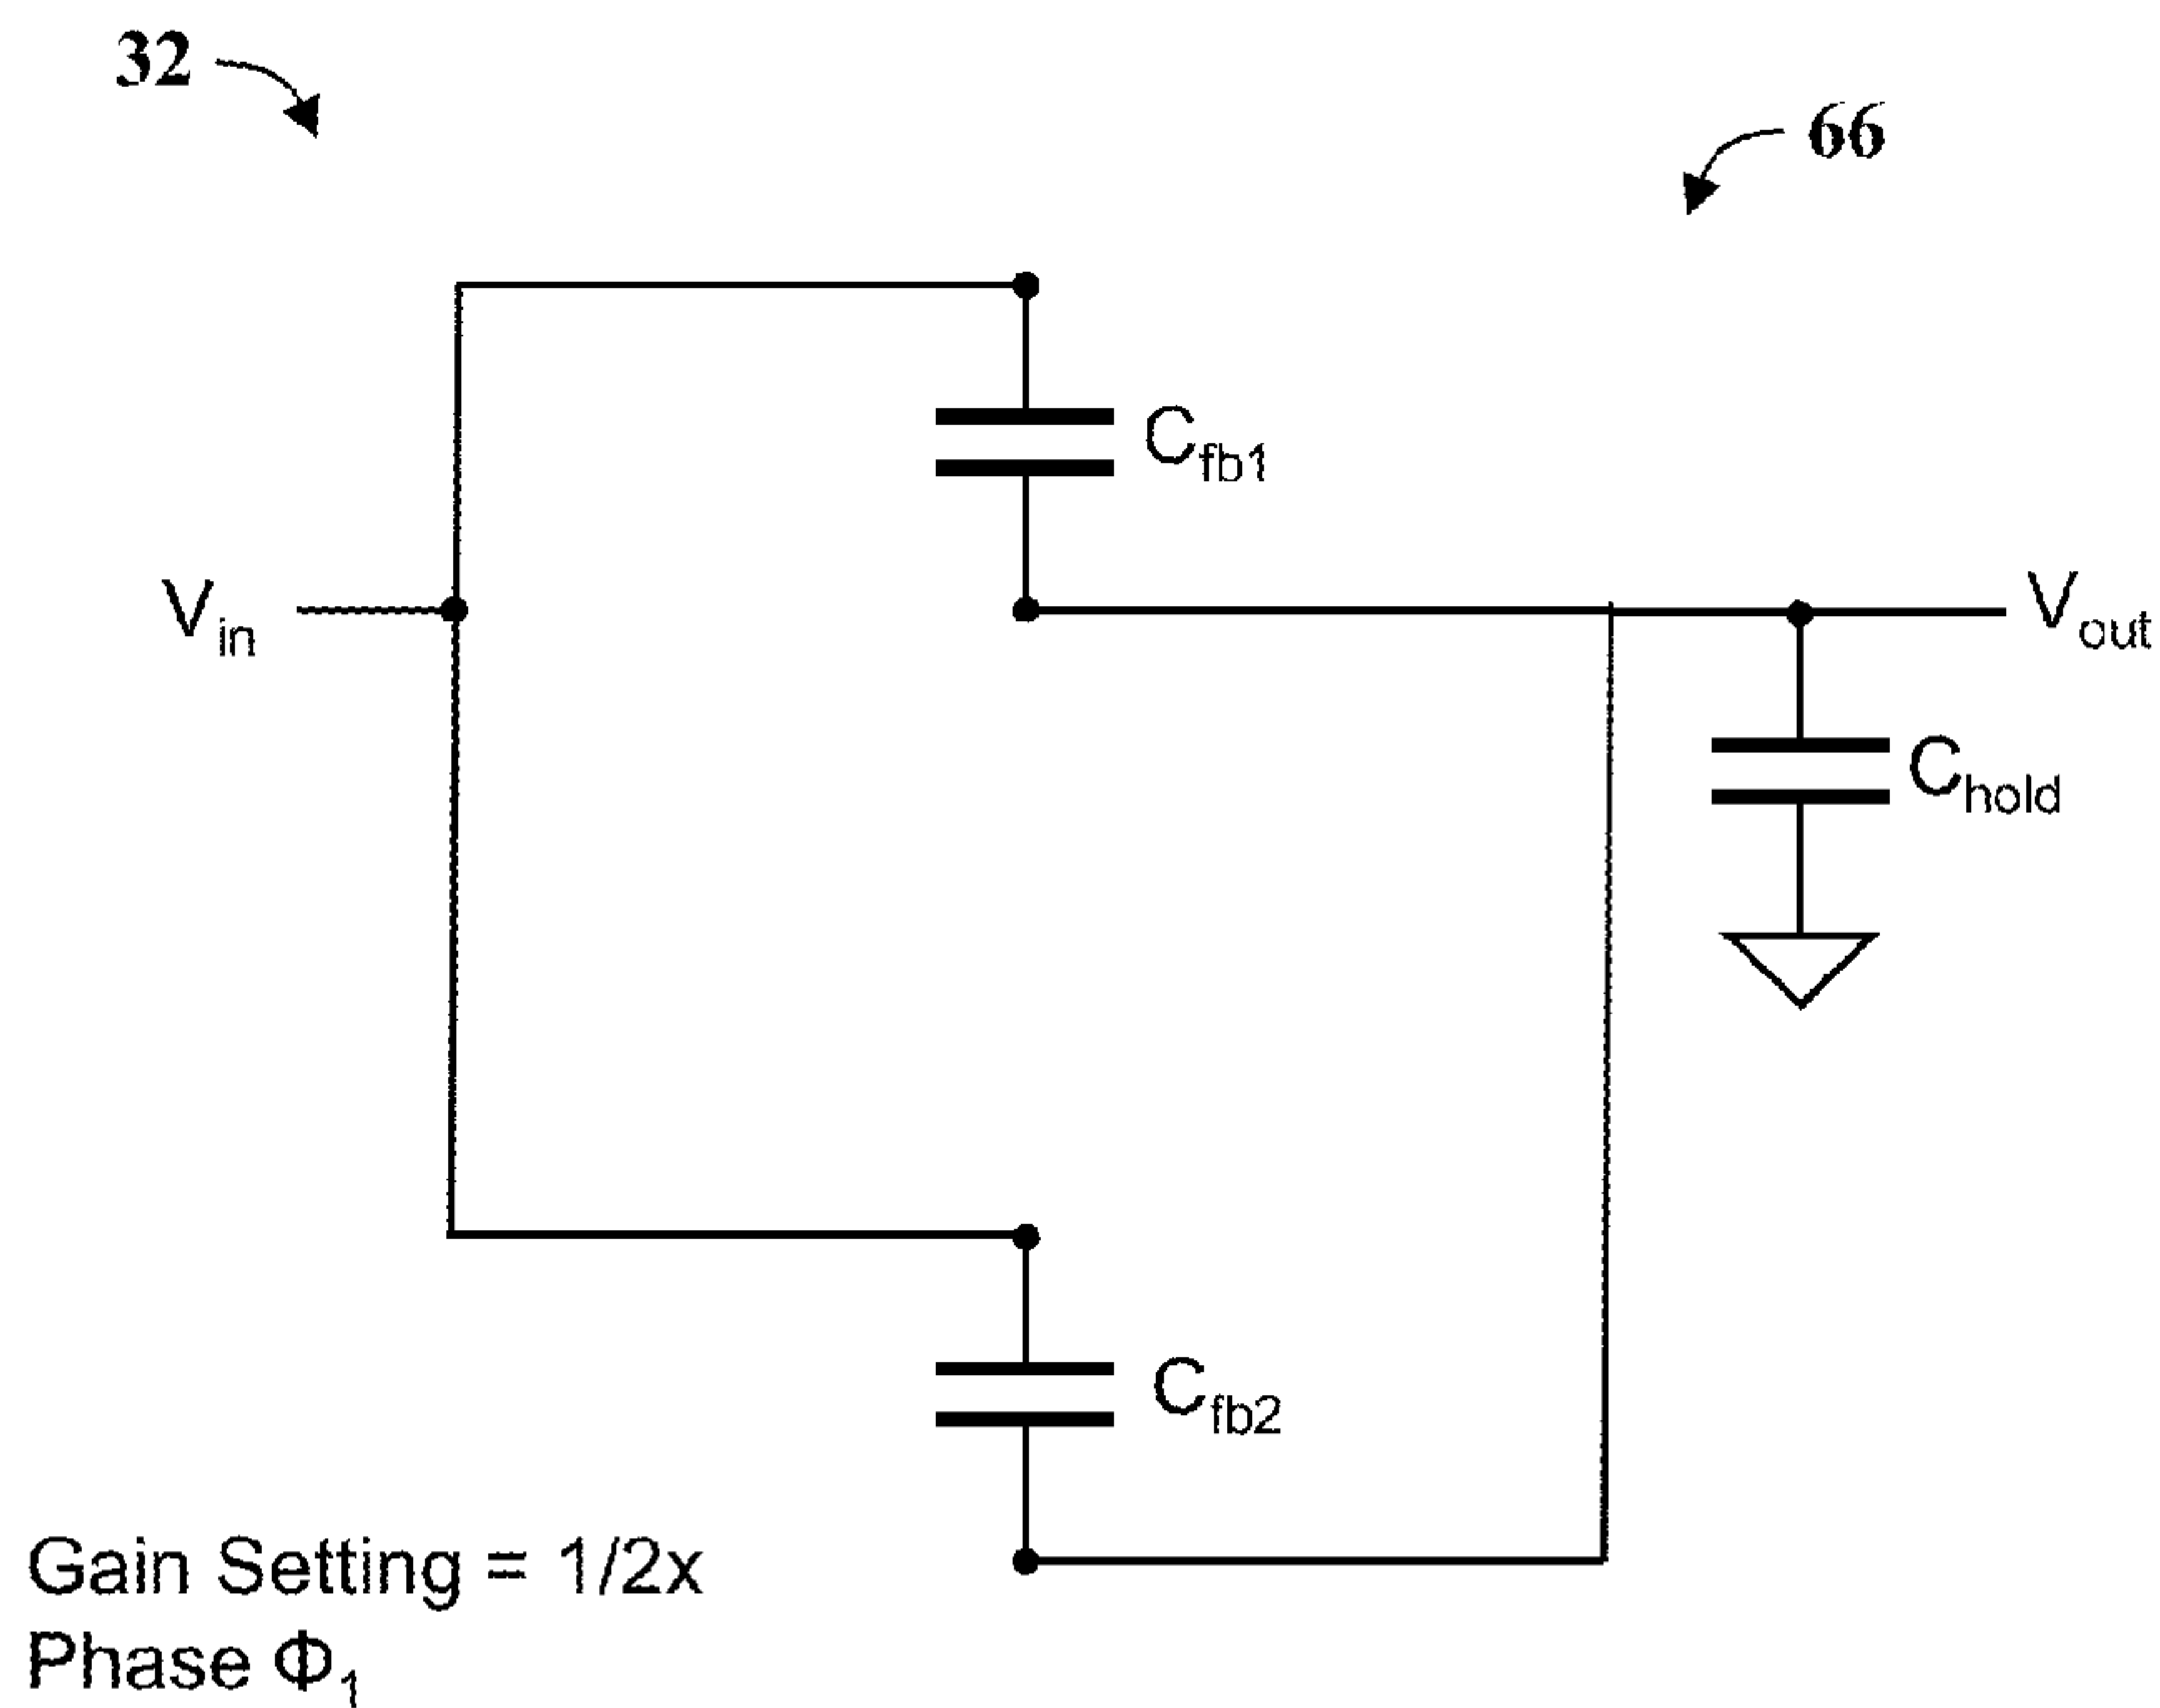 32
66
C_fb1
V_in
V_out
C_hold
C_fb2
Gain Setting = 1/2x
Phase Φ_1